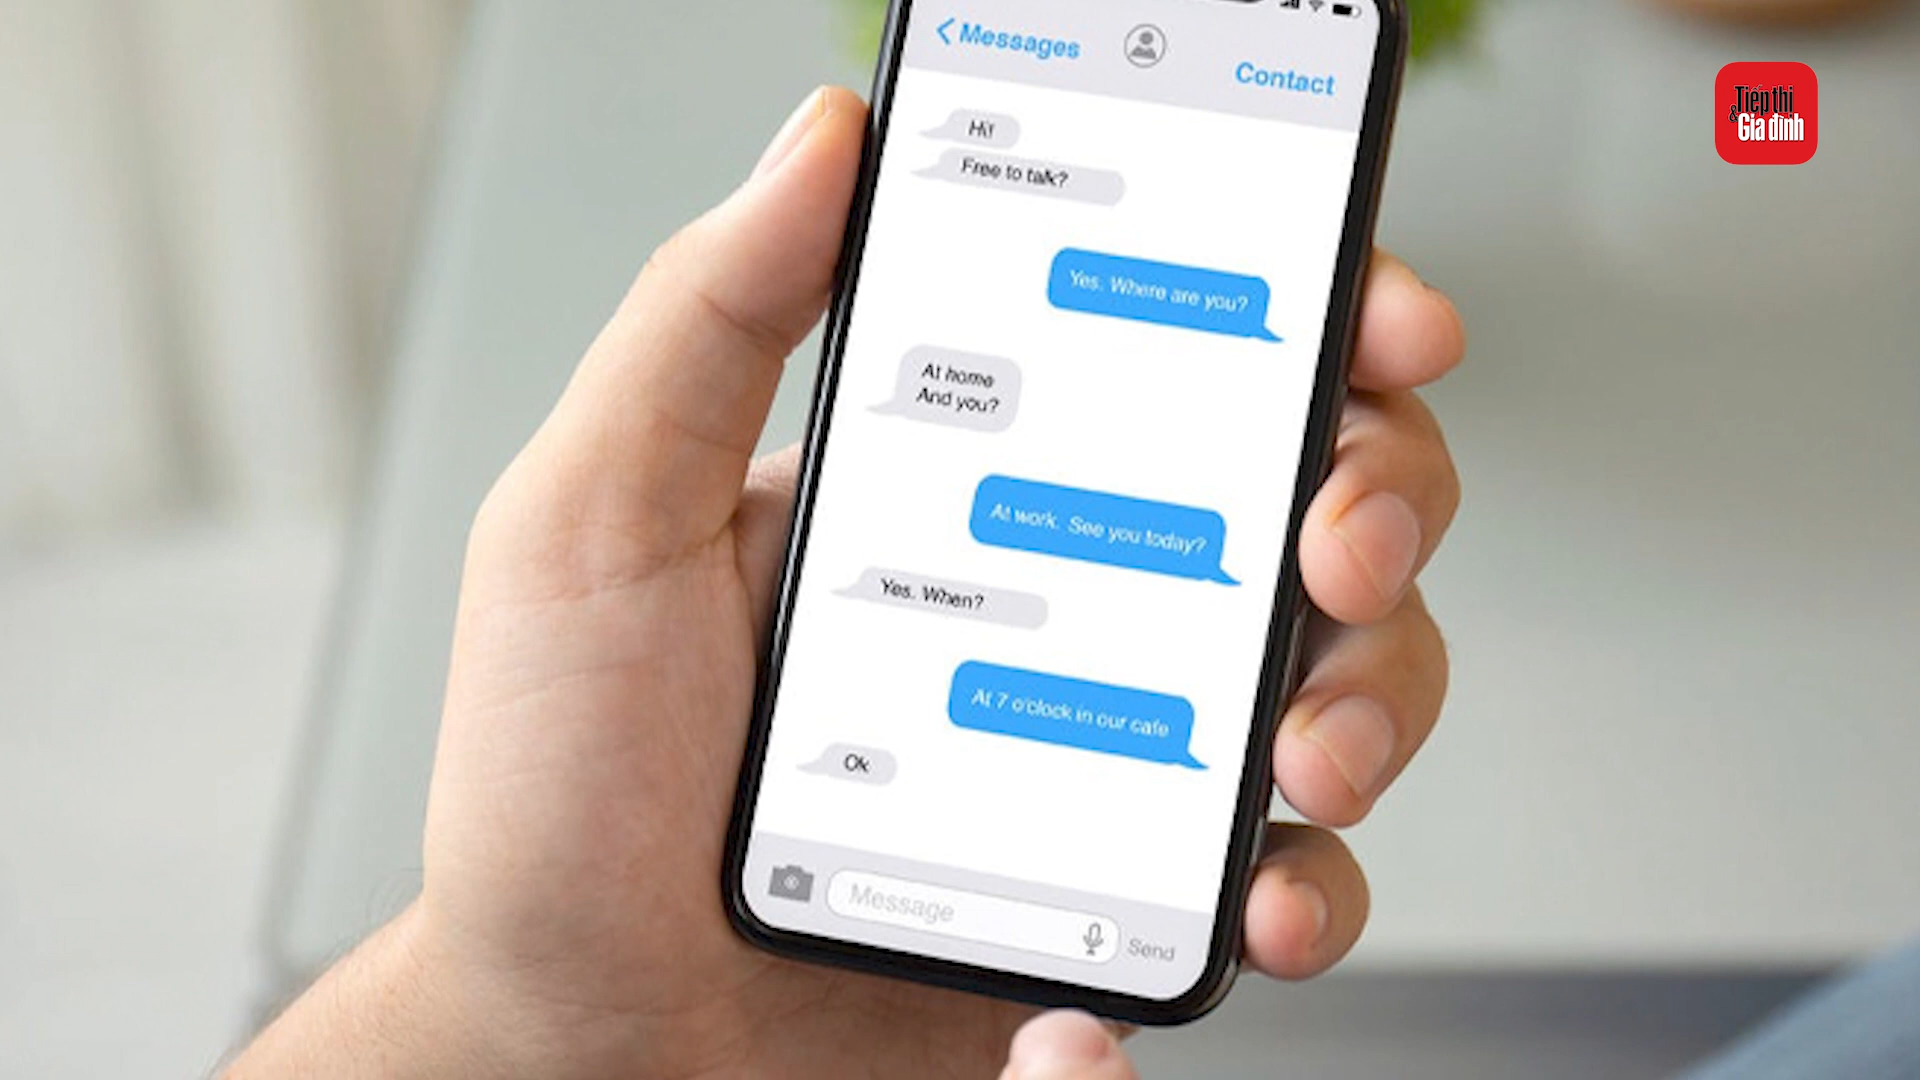 Messages
Contact
Tiếp thị
& Gia đình
Hi!
Free to talk?
Yes. Where are you?
At home
And you?
At work. See you today?
Yes. When?
At 7 o'clock in our cafe
Ok
Message
Send